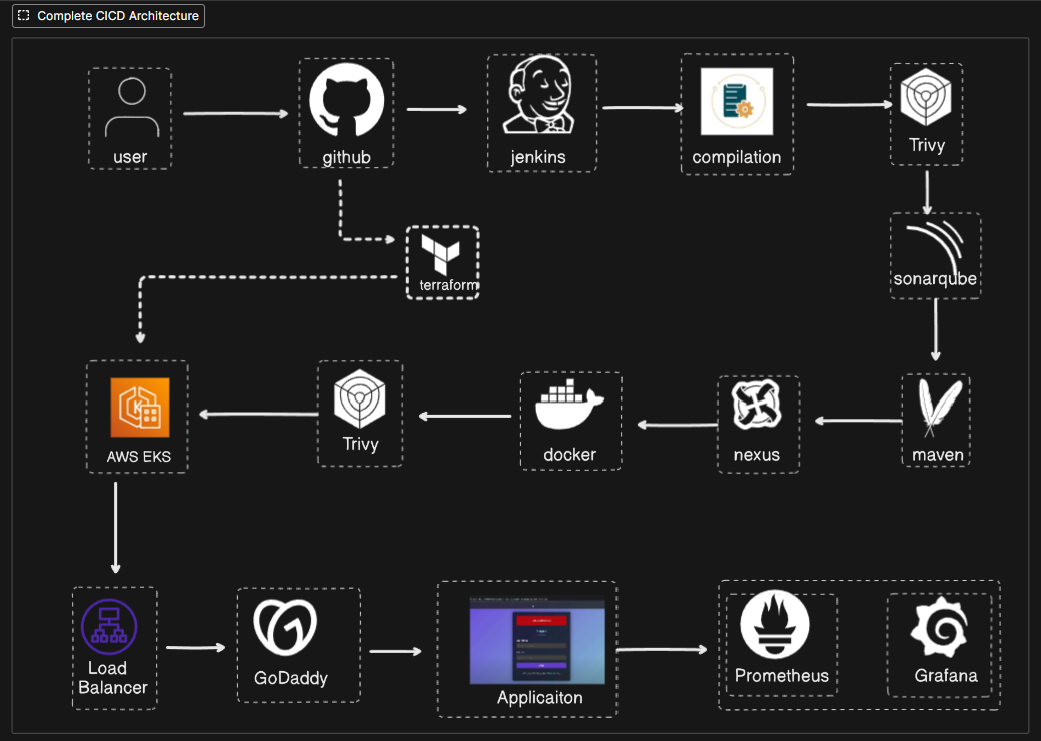 Complete CICD Architecture
user
github
jenkins
compilation
Trivy
terraform
sonarqube
AWS EKS
Trivy
docker
nexus
maven
Load
Balancer
GoDaddy
Applicaiton
Prometheus
Grafana